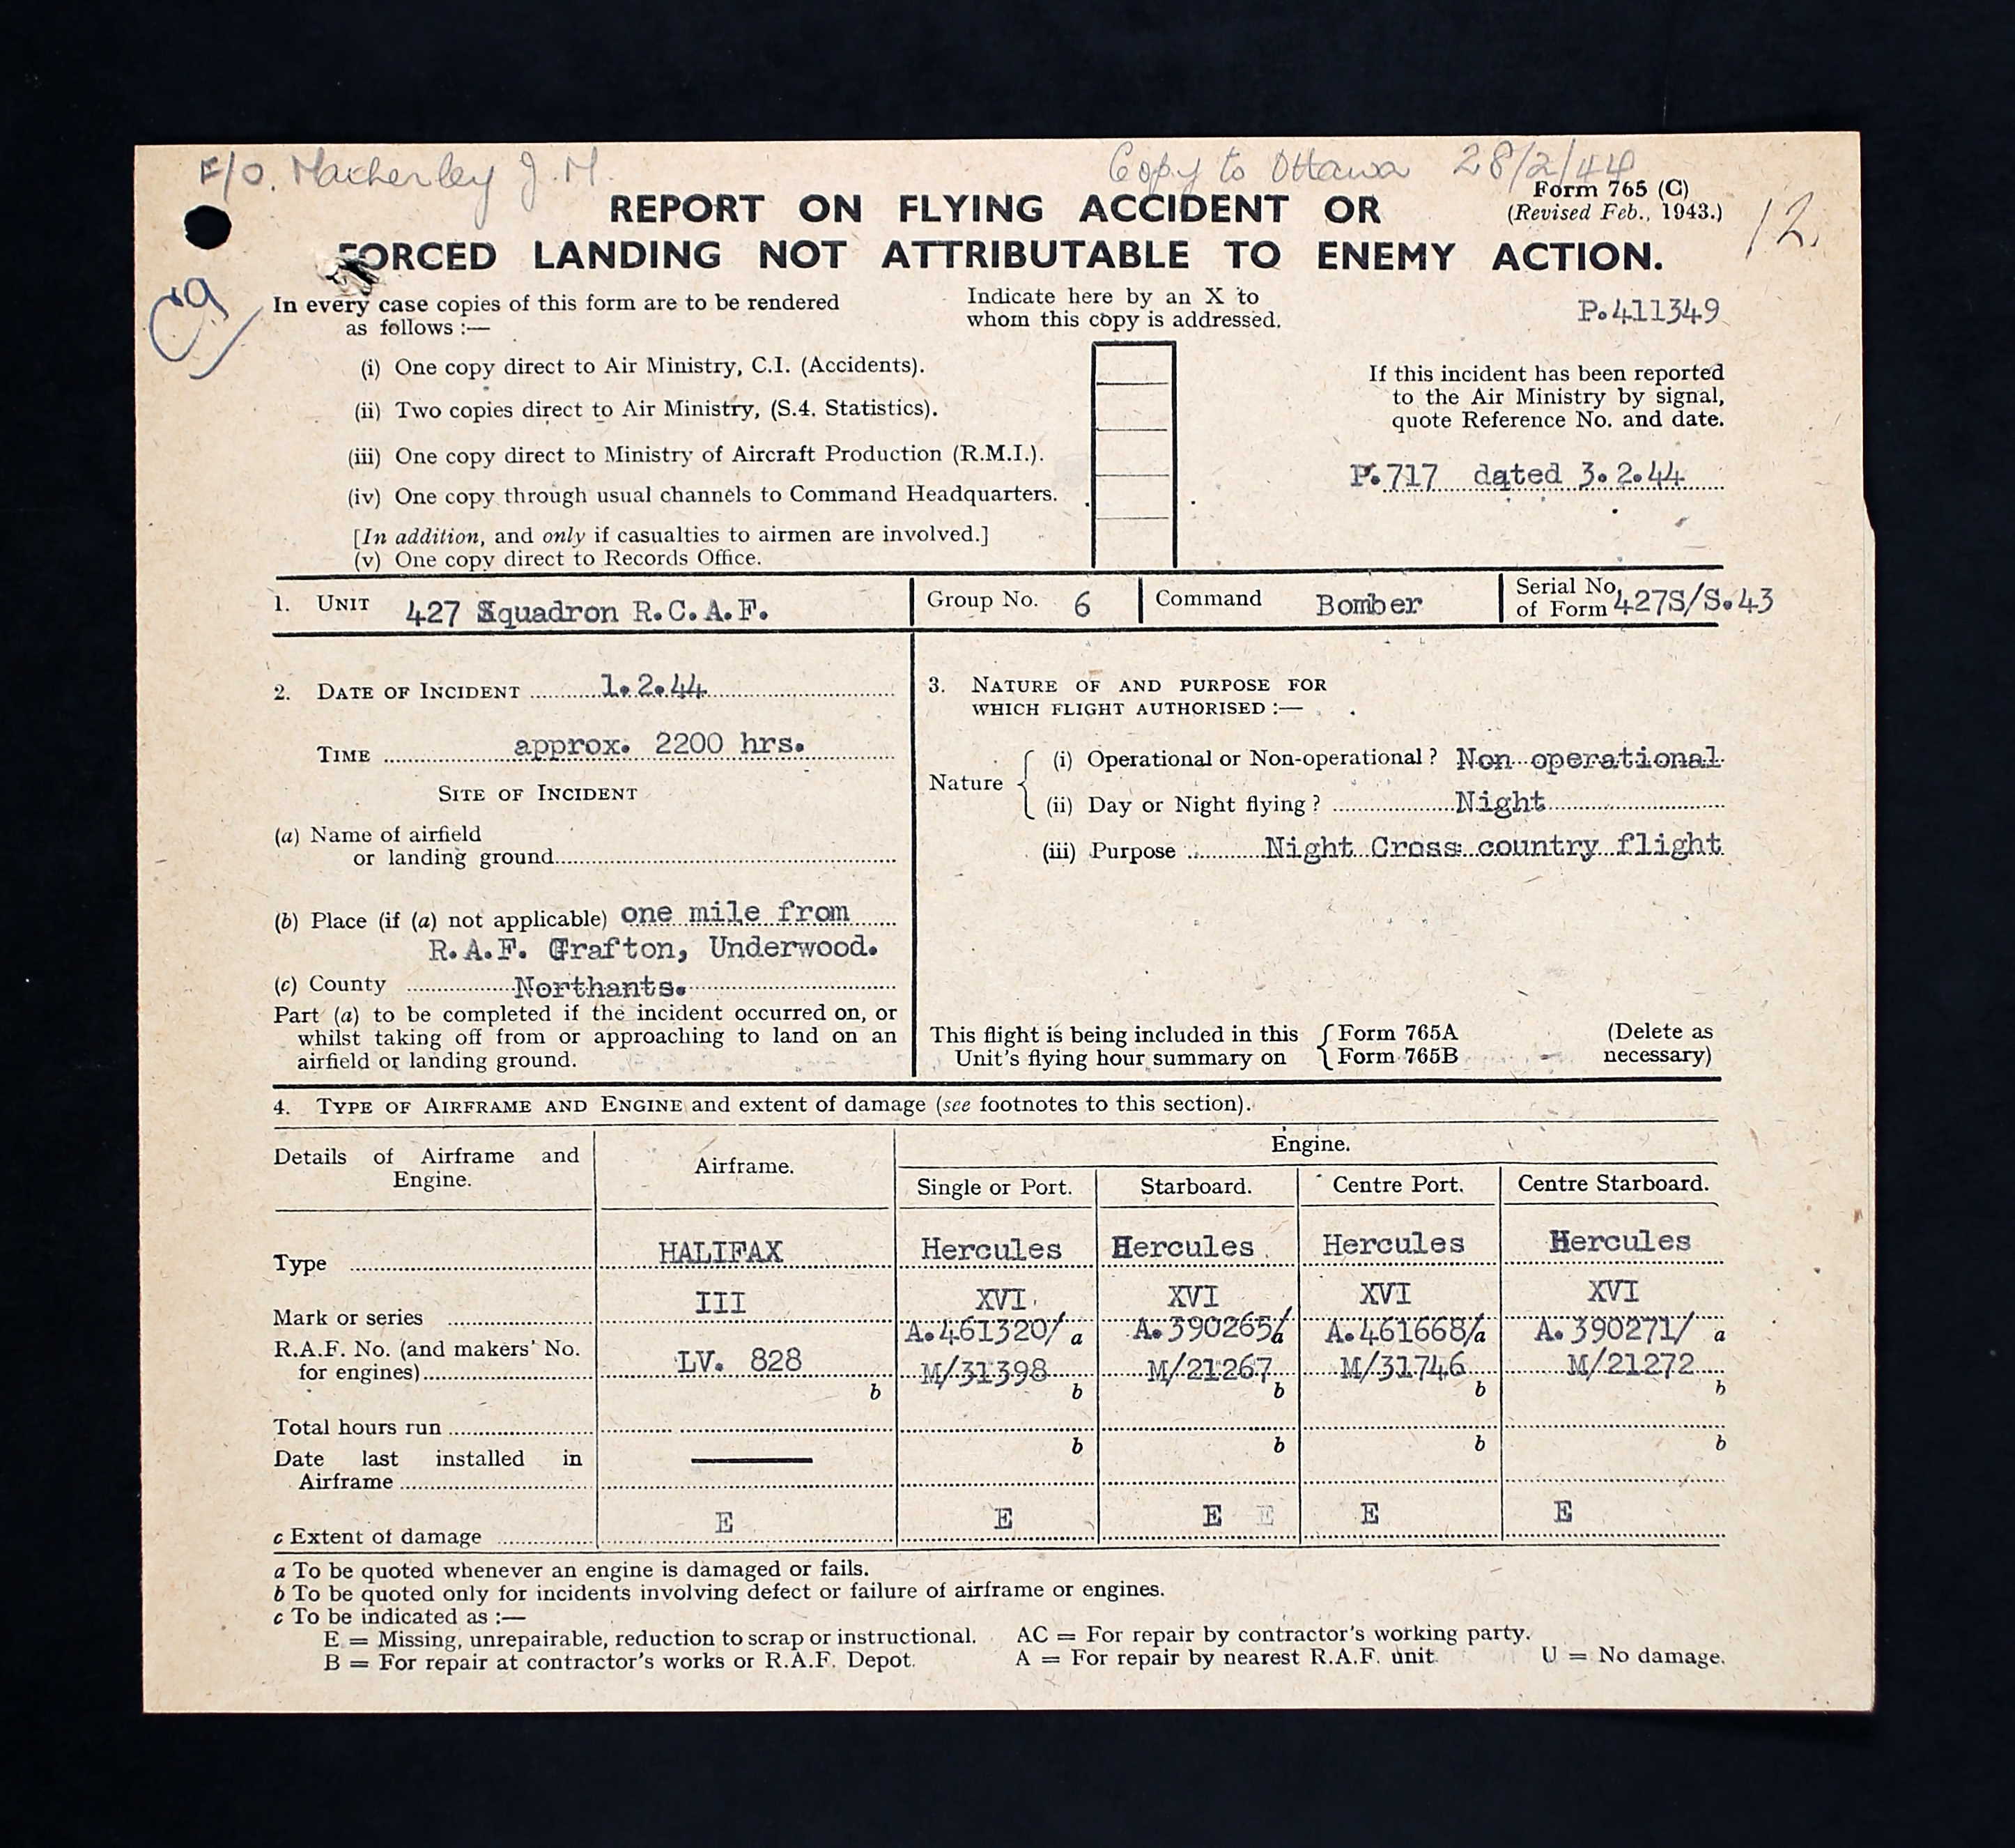 F/O. Macherley J.M.
Copy to Ottawa 28/2/44
Form 765 (C)
(Revised Feb., 1943.)
12.
REPORT ON FLYING ACCIDENT OR
FORCED LANDING NOT ATTRIBUTABLE TO ENEMY ACTION.
In every case copies of this form are to be rendered
as follows :—
Indicate here by an X to
whom this copy is addressed.
P.411349
(i) One copy direct to Air Ministry, C.I. (Accidents).
(ii) Two copies direct to Air Ministry, (S.4. Statistics).
(iii) One copy direct to Ministry of Aircraft Production (R.M.I.).
(iv) One copy through usual channels to Command Headquarters.
[In addition, and only if casualties to airmen are involved.]
(v) One copy direct to Records Office.
If this incident has been reported
to the Air Ministry by signal,
quote Reference No. and date.
P.717 dated 3.2.44
1. UNIT 427 Squadron R.C.A.F.
Group No. 6
Command Bomber
Serial No.
of Form 427S/S.43
2. DATE OF INCIDENT 1.2.44
TIME approx. 2200 hrs.
SITE OF INCIDENT
(a) Name of airfield
or landing ground
(b) Place (if (a) not applicable) one mile from
R.A.F. Grafton, Underwood.
(c) County Northants.
Part (a) to be completed if the incident occurred on, or
whilst taking off from or approaching to land on an
airfield or landing ground.
3. NATURE OF AND PURPOSE FOR
WHICH FLIGHT AUTHORISED :—
Nature
(i) Operational or Non-operational ? Non operational
(ii) Day or Night flying ? Night
(iii) Purpose Night Cross country flight
This flight is being included in this
Unit's flying hour summary on
Form 765A
Form 765B
(Delete as
necessary)
4. TYPE OF AIRFRAME AND ENGINE and extent of damage (see footnotes to this section).
Details of Airframe and
Engine.
Airframe.
Engine.
Single or Port. Starboard. Centre Port. Centre Starboard.
Type HALIFAX Hercules Hercules Hercules Hercules
Mark or series III XVI XVI XVI XVI
A.461320/ a A.390265/a A.461668/a A.390271/ a
R.A.F. No. (and makers' No.
for engines) LV. 828 M/31398 M/21267 M/31746 M/21272
b b b b b
Total hours run
b b b b
Date last installed in
Airframe
c Extent of damage E E E E E E
a To be quoted whenever an engine is damaged or fails.
b To be quoted only for incidents involving defect or failure of airframe or engines.
c To be indicated as :—
E = Missing, unrepairable, reduction to scrap or instructional. AC = For repair by contractor's working party.
B = For repair at contractor's works or R.A.F. Depot. A = For repair by nearest R.A.F. unit U = No damage.